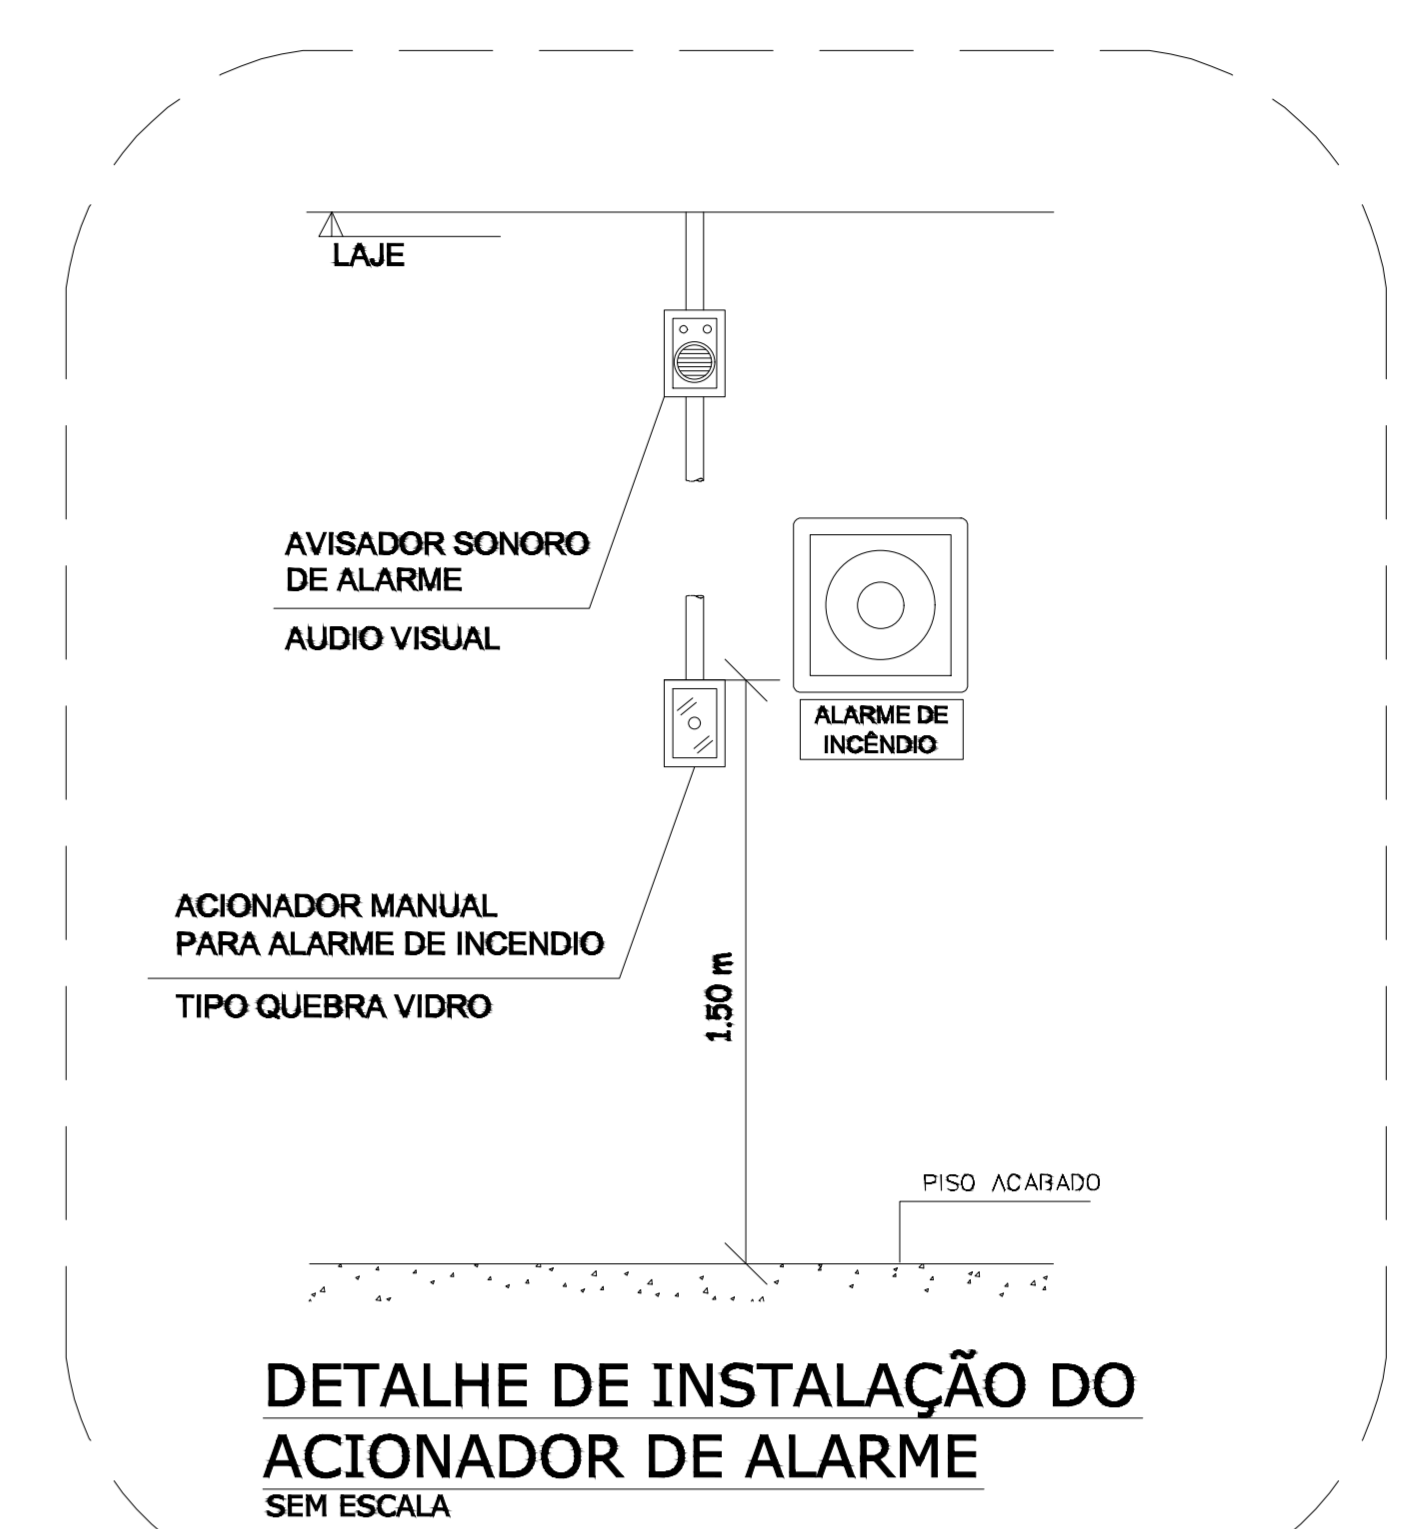 LAJE
AVISADOR SONORO
DE ALARME
AUDIO VISUAL
ALARME DE
INCÊNDIO
ACIONADOR MANUAL
PARA ALARME DE INCENDIO
TIPO QUEBRA VIDRO
1.50 m
PISO ACABADO
DETALHE DE INSTALAÇÃO DO
ACIONADOR DE ALARME
SEM ESCALA